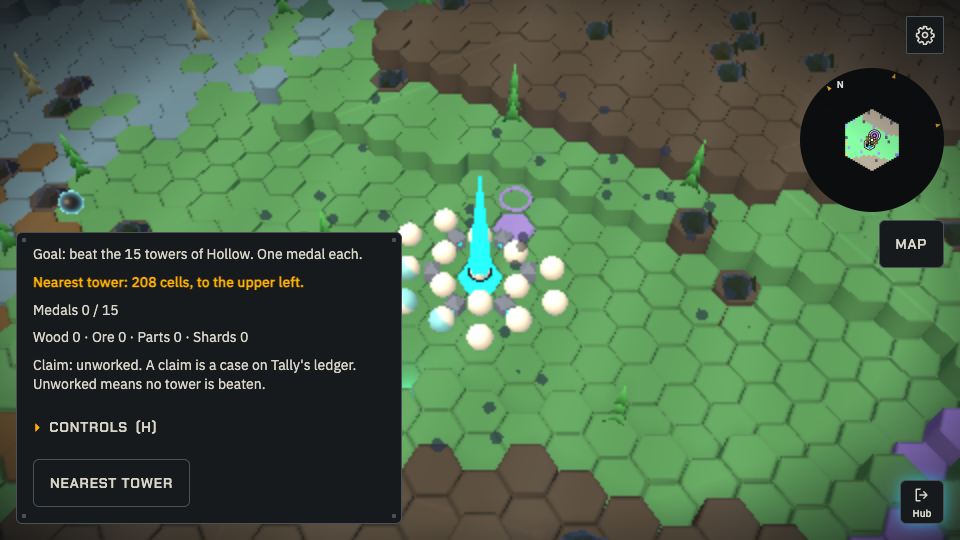 N
Goal: beat the 15 towers of Hollow. One medal each.
Nearest tower: 208 cells, to the upper left.
Medals 0 / 15
Wood 0 · Ore 0 · Parts 0 · Shards 0
Claim: unworked. A claim is a case on Tally's ledger.
Unworked means no tower is beaten.
CONTROLS (H)
NEAREST TOWER
MAP
Hub